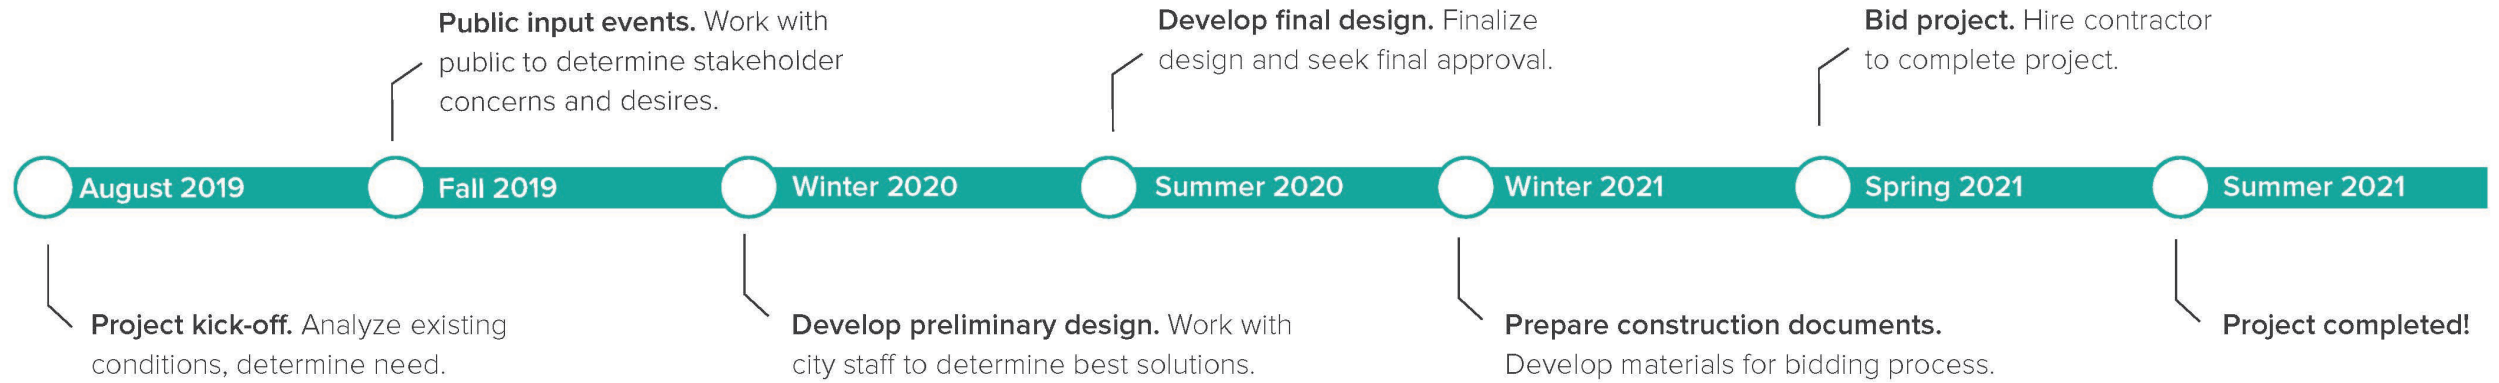 Public input events. Work with
public to determine stakeholder
concerns and desires.
Develop final design. Finalize
design and seek final approval.
Bid project. Hire contractor
to complete project.
August 2019
Fall 2019
Winter 2020
Summer 2020
Winter 2021
Spring 2021
Summer 2021
Project kick-off. Analyze existing
conditions, determine need.
Develop preliminary design. Work with
city staff to determine best solutions.
Prepare construction documents.
Develop materials for bidding process.
Project completed!